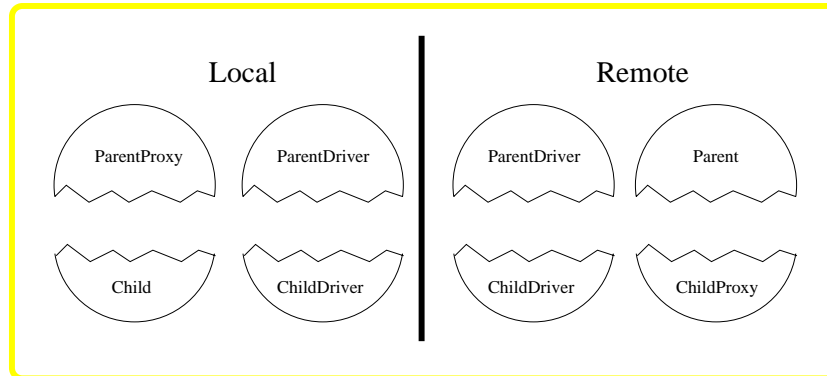 Local
Remote
ParentProxy
ParentDriver
ParentDriver
Parent
Child
ChildDriver
ChildDriver
ChildProxy